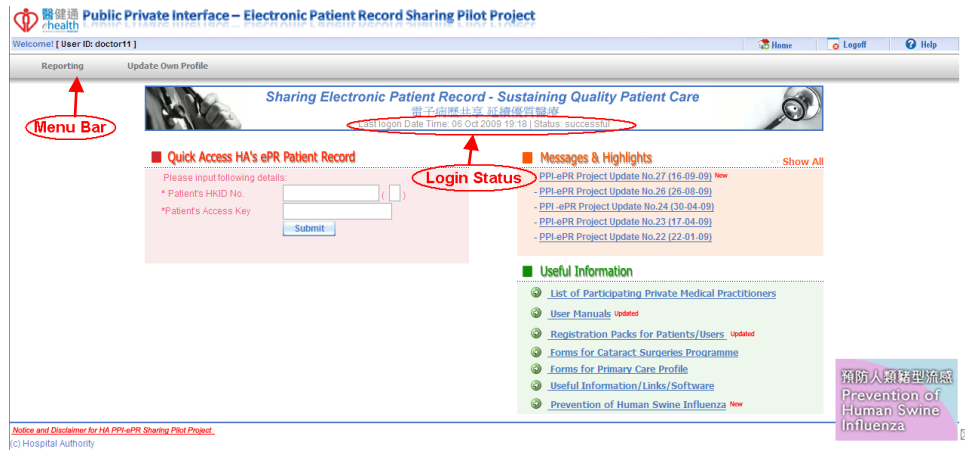 醫健通
ehealth
Public Private Interface – Electronic Patient Record Sharing Pilot Project
Welcome! [ User ID: doctor11 ]
Home
Logoff
Help
Reporting
Update Own Profile
Sharing Electronic Patient Record - Sustaining Quality Patient Care
電子病歷共享 延續優質醫療
Last logon Date Time: 06 Oct 2009 19:18 | Status: successful
Menu Bar
Login Status
Quick Access HA's ePR Patient Record
Please input following details:
* Patient's HKID No. ( )
*Patient's Access Key
Submit
Messages & Highlights
Show All
- PPI-ePR Project Update No.27 (16-09-09) New
- PPI-ePR Project Update No.26 (26-08-09)
- PPI -ePR Project Update No.24 (30-04-09)
- PPI-ePR Project Update No.23 (17-04-09)
- PPI-ePR Project Update No.22 (22-01-09)
Useful Information
List of Participating Private Medical Practitioners
User Manuals Updated
Registration Packs for Patients/Users Updated
Forms for Cataract Surgeries Programme
Forms for Primary Care Profile
Useful Information/Links/Software
Prevention of Human Swine Influenza New
預防人類豬型流感
Prevention of
Human Swine
Influenza
Notice and Disclaimer for HA PPI-ePR Sharing Pilot Project
(c) Hospital Authority